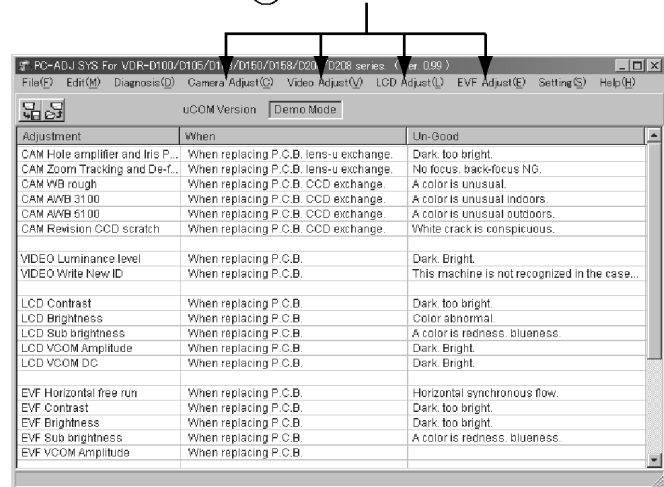 PC-ADJ SYS For VDR-D100/D105/D1 /D150/D158/D20 /D208 series. ( er. 0.99 )
File(F) Edit(M) Diagnosis(D) Camera Adjust(C) Video Adjust(V) LCD Adjust(L) EVF Adjust(E) Setting(S) Help(H)
uCOM Version Demo Mode
Adjustment When Un-Good
CAM Hole amplifier and Iris P... When replacing P.C.B. lens-u exchange. Dark. too bright.
CAM Zoom Tracking and De-f... When replacing P.C.B. lens-u exchange. No focus. back-focus NG.
CAM WB rough When replacing P.C.B. CCD exchange. A color is unusual.
CAM AWB 3100 When replacing P.C.B. CCD exchange. A color is unusual indoors.
CAM AWB 5100 When replacing P.C.B. CCD exchange. A color is unusual outdoors.
CAM Revision CCD scratch When replacing P.C.B. CCD exchange. White crack is conspicuous.
VIDEO Luminance level When replacing P.C.B. Dark. Bright.
VIDEO Write New ID When replacing P.C.B. This machine is not recognized in the case...
LCD Contrast When replacing P.C.B. Dark. too bright.
LCD Brightness When replacing P.C.B. Color abnormal.
LCD Sub brightness When replacing P.C.B. A color is redness. blueness.
LCD VCOM Amplitude When replacing P.C.B. Dark. Bright.
LCD VCOM DC When replacing P.C.B. Dark. Bright.
EVF Horizontal free run When replacing P.C.B. Horizontal synchronous flow.
EVF Contrast When replacing P.C.B. Dark. too bright.
EVF Brightness When replacing P.C.B. Dark. too bright.
EVF Sub brightness When replacing P.C.B. A color is redness. blueness.
EVF VCOM Amplitude When replacing P.C.B.